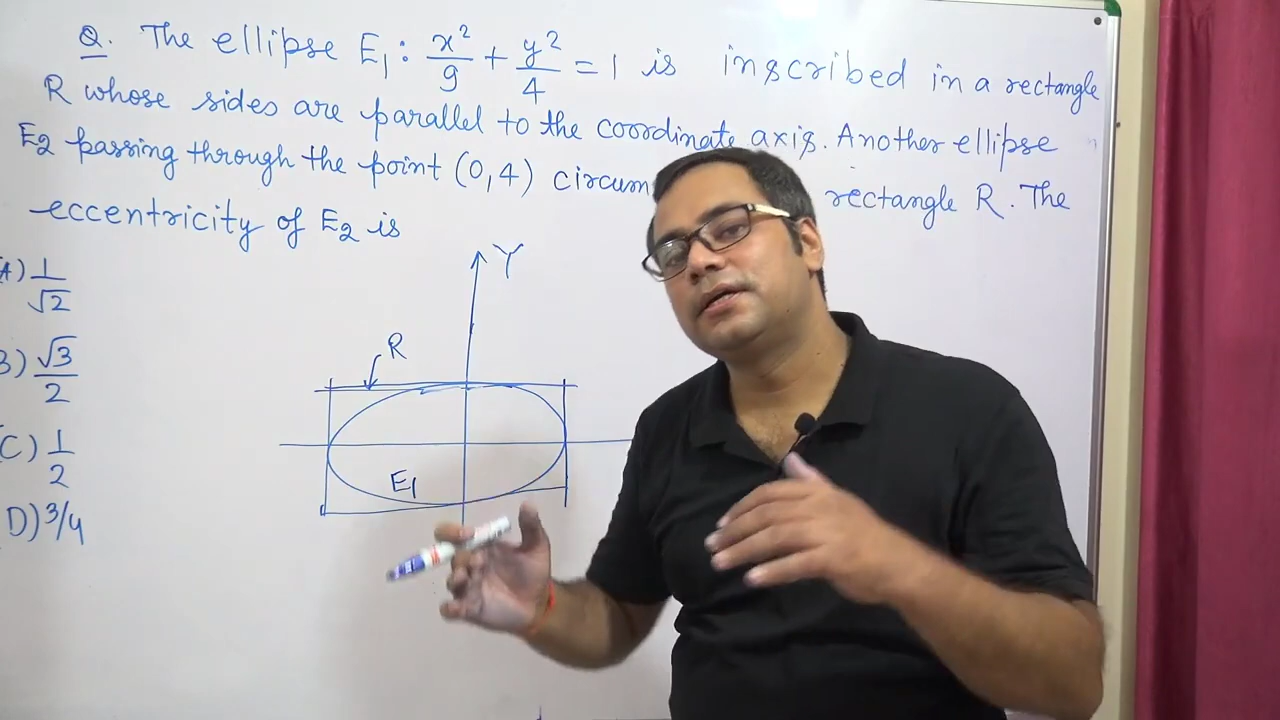 Q. The ellipse E₁: x²/9 + y²/4 = 1 is inscribed in a rectangle
R whose sides are parallel to the coordinate axis. Another ellipse
E2 passing through the point (0,4) circum rectangle R. The
eccentricity of E2 is
A) 1/√2
B) √3/2
C) 1/2
D) 3/4
Y
R
E₁